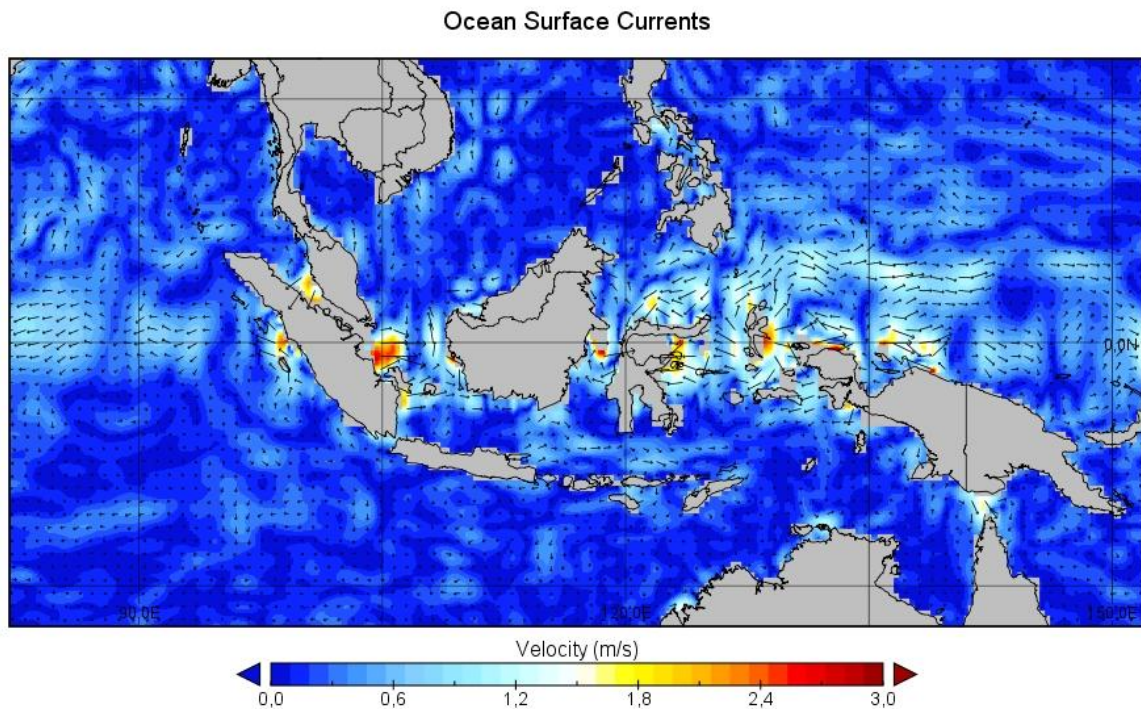 Ocean Surface Currents
0,0N
90,0E
120,0E
150,0E
Velocity (m/s)
0,0 0,6 1,2 1,8 2,4 3,0